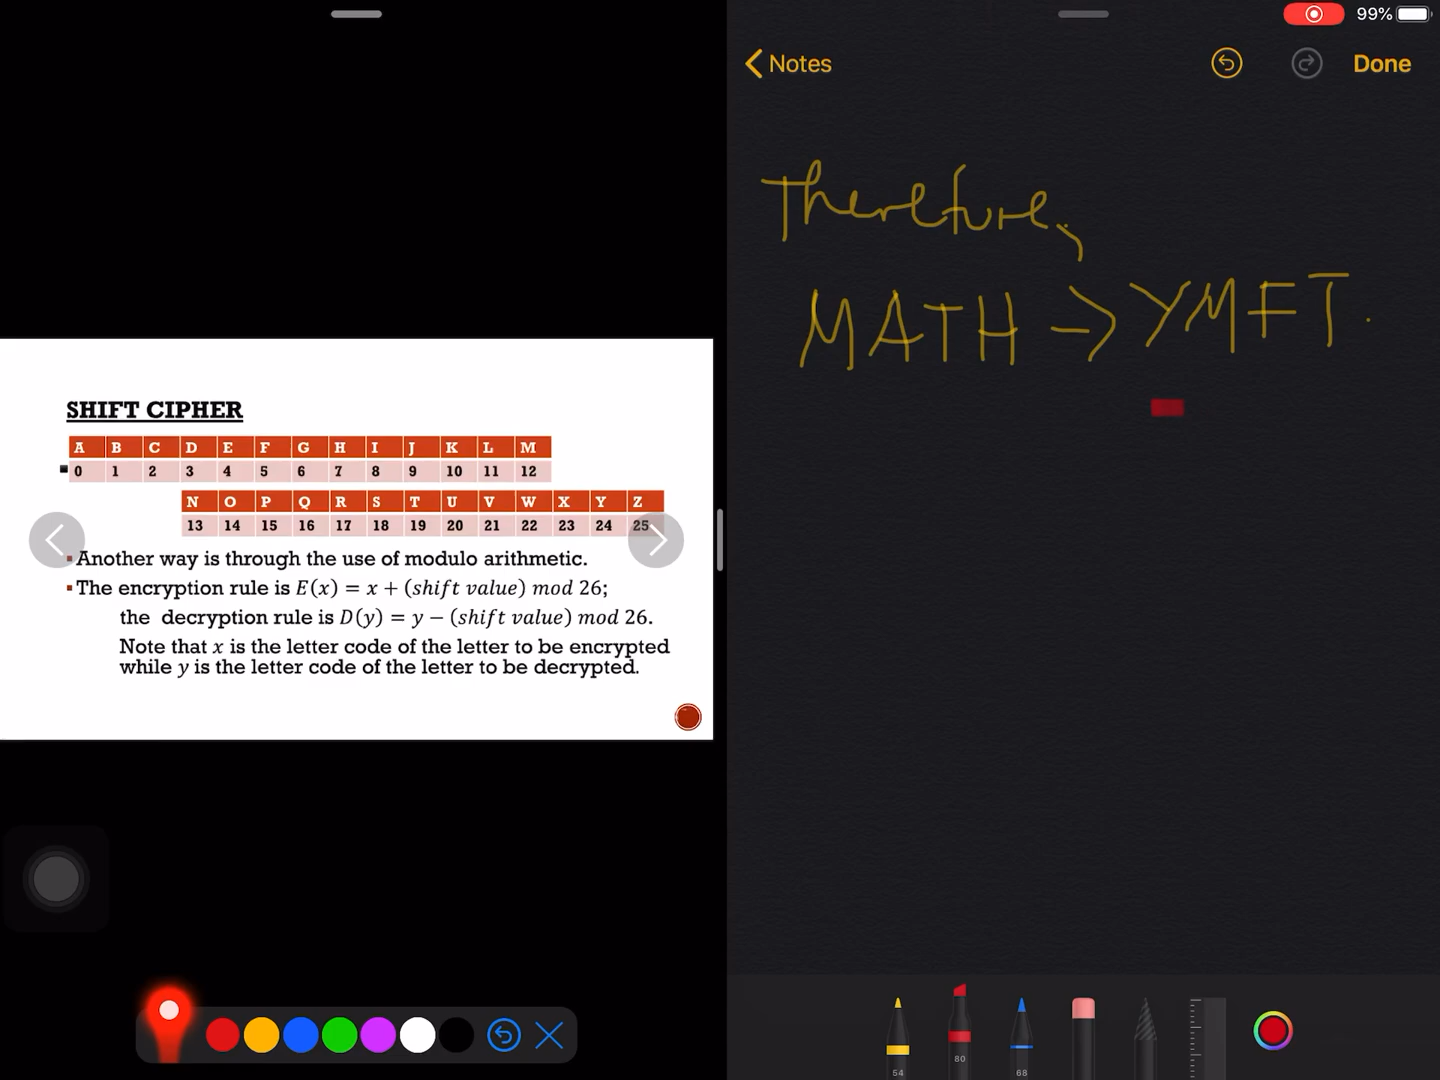 99%
Notes
Done
Therefore,
MATH → YMFT.
SHIFT CIPHER
A B C D E F G H I J K L M
0 1 2 3 4 5 6 7 8 9 10 11 12
N O P Q R S T U V W X Y Z
13 14 15 16 17 18 19 20 21 22 23 24 25
▪ Another way is through the use of modulo arithmetic.
▪ The encryption rule is E(x) = x + (shift value) mod 26;
the decryption rule is D(y) = y − (shift value) mod 26.
Note that x is the letter code of the letter to be encrypted
while y is the letter code of the letter to be decrypted.
54 80 68